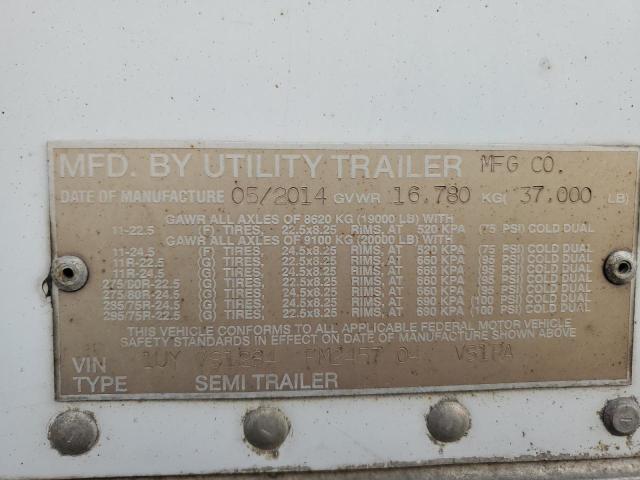 MFD. BY UTILITY TRAILER MFG CO.
DATE OF MANUFACTURE 05/2014 GVWR 16,780 KG( 37,000 LB)
GAWR ALL AXLES OF 8620 KG (19000 LB) WITH
11-22.5 (F) TIRES, 22.5x8.25 RIMS, AT 520 KPA (75 PSI) COLD DUAL
GAWR ALL AXLES OF 9100 KG (20000 LB) WITH
11-24.5 (F) TIRES, 24.5x8.25 RIMS, AT 520 KPA (75 PSI) COLD DUAL
11R-22.5 (G) TIRES, 22.5x8.25 RIMS, AT 660 KPA (95 PSI) COLD DUAL
11R-24.5 (G) TIRES, 24.5x8.25 RIMS, AT 660 KPA (95 PSI) COLD DUAL
275/80R-22.5 (G) TIRES, 22.5x8.25 RIMS, AT 660 KPA (95 PSI) COLD DUAL
275/80R-24.5 (G) TIRES, 24.5x8.25 RIMS, AT 660 KPA (95 PSI) COLD DUAL
285/75R-24.5 (G) TIRES, 24.5x8.25 RIMS, AT 690 KPA (100 PSI) COLD DUAL
295/75R-22.5 (G) TIRES, 22.5x8.25 RIMS, AT 690 KPA (100 PSI) COLD DUAL
THIS VEHICLE CONFORMS TO ALL APPLICABLE FEDERAL MOTOR VEHICLE
SAFETY STANDARDS IN EFFECT ON DATE OF MANUFACTURE SHOWN ABOVE
VIN 1UY 04
TYPE SEMI TRAILER